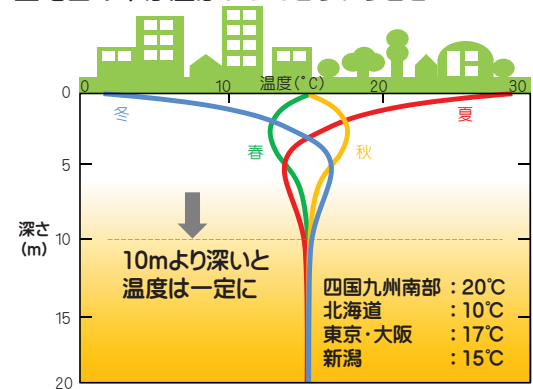 温度(℃)
0 10 20 30
冬
夏
春
秋
0
5
10
15
20
深さ
(m)
10mより深いと
温度は一定に
四国九州南部：20℃
北海道：10℃
東京・大阪：17℃
新潟：15℃